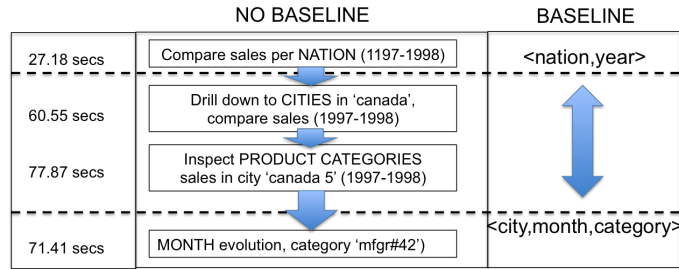 NO BASELINE
BASELINE
27.18 secs
Compare sales per NATION (1197-1998)
<nation,year>
60.55 secs
Drill down to CITIES in ‘canada’,
compare sales (1997-1998)
77.87 secs
Inspect PRODUCT CATEGORIES
sales in city ‘canada 5’ (1997-1998)
<city,month,category>
71.41 secs
MONTH evolution, category ‘mfgr#42’)